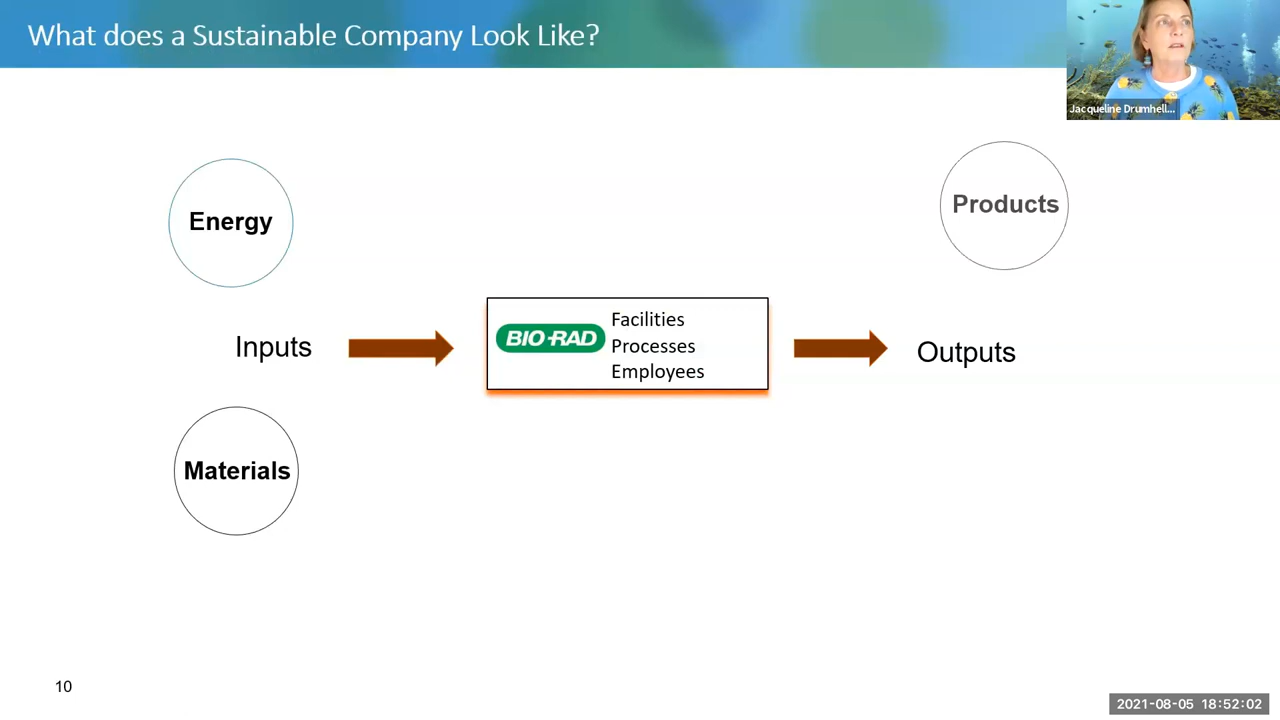 What does a Sustainable Company Look Like?
Jacqueline Drumhell...
Energy
Products
Inputs
BIO-RAD
Facilities
Processes
Employees
Outputs
Materials
10
2021-08-05 18:52:02